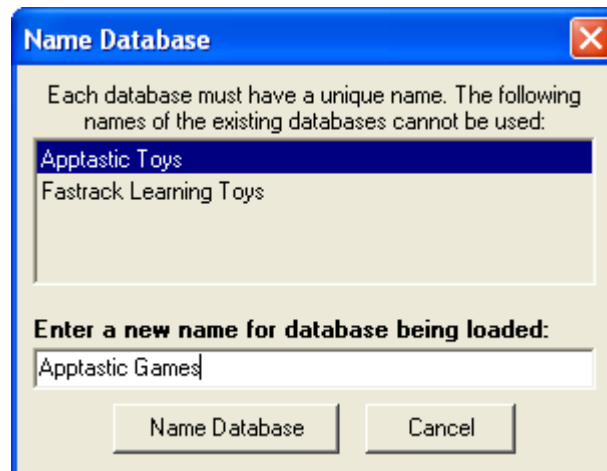 Name Database
Each database must have a unique name. The following
names of the existing databases cannot be used:
Apptastic Toys
Fastrack Learning Toys
Enter a new name for database being loaded:
Apptastic Games
Name Database
Cancel